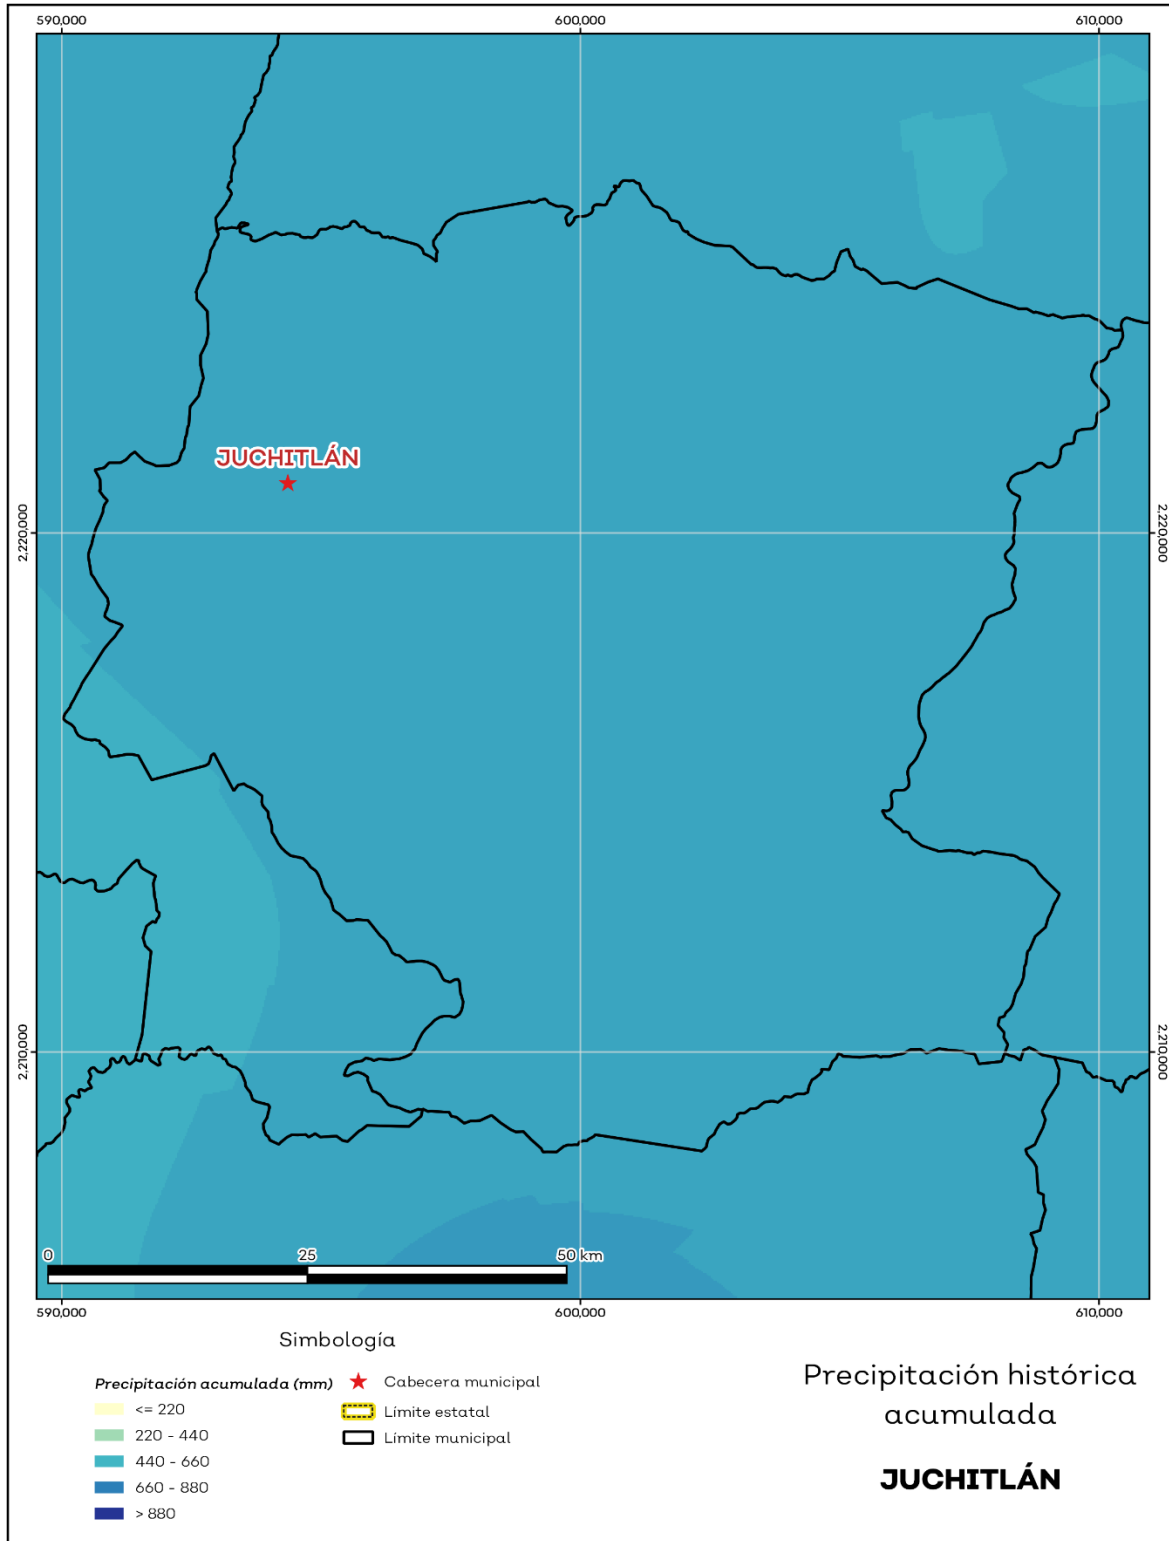 590,000
600,000
610,000
JUCHITLÁN
2,220,000
2,220,000
2,210,000
2,210,000
0
25
50 km
590,000
600,000
610,000
Simbología
Precipitación acumulada (mm)
<= 220
220 - 440
440 - 660
660 - 880
> 880
Cabecera municipal
Límite estatal
Límite municipal
Precipitación histórica
acumulada
JUCHITLÁN